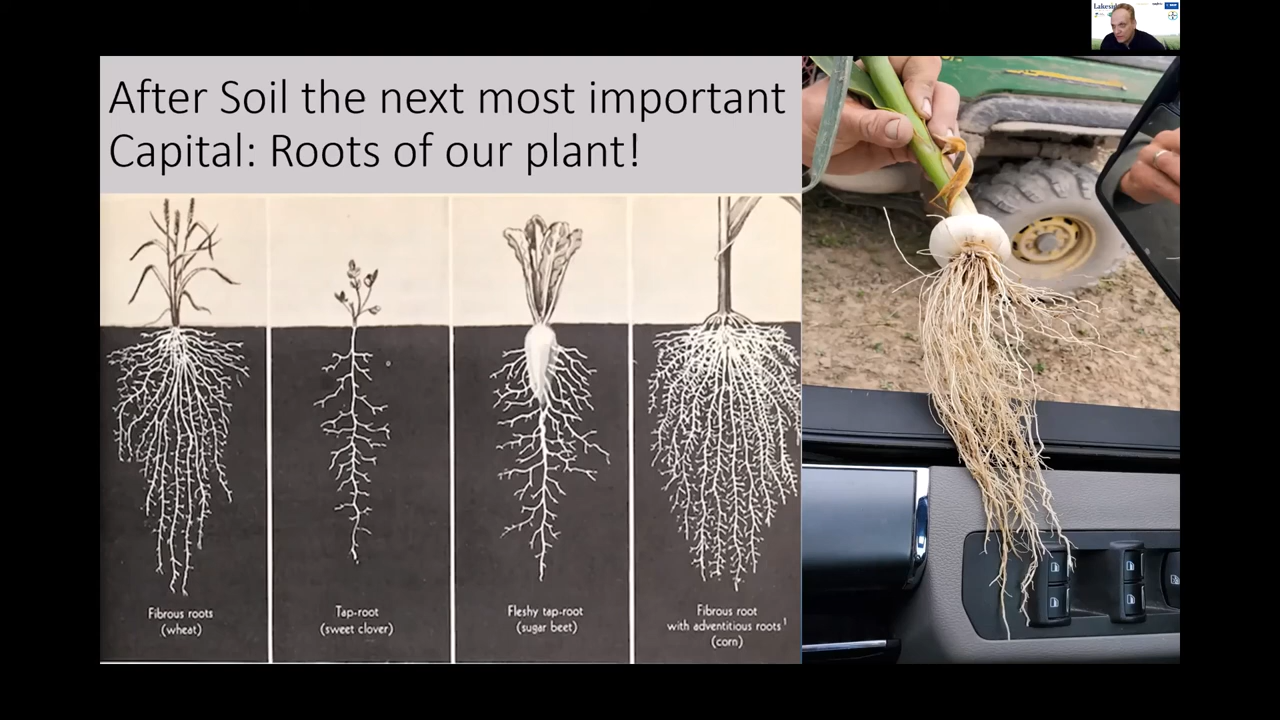 After Soil the next most important
Capital: Roots of our plant!
Fibrous roots
(wheat)
Tap-root
(sweet clover)
Fleshy tap-root
(sugar beet)
Fibrous root
with adventitious roots¹
(corn)